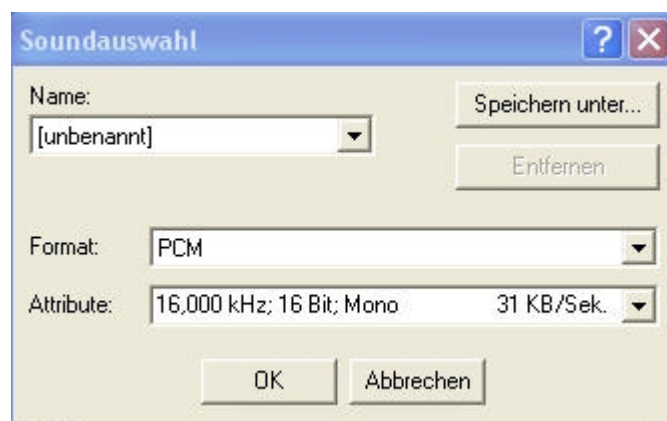 Soundauswahl
Name:
[unbenannt]
Speichern unter...
Entfernen
Format: PCM
Attribute: 16,000 kHz; 16 Bit; Mono 31 KB/Sek.
OK Abbrechen